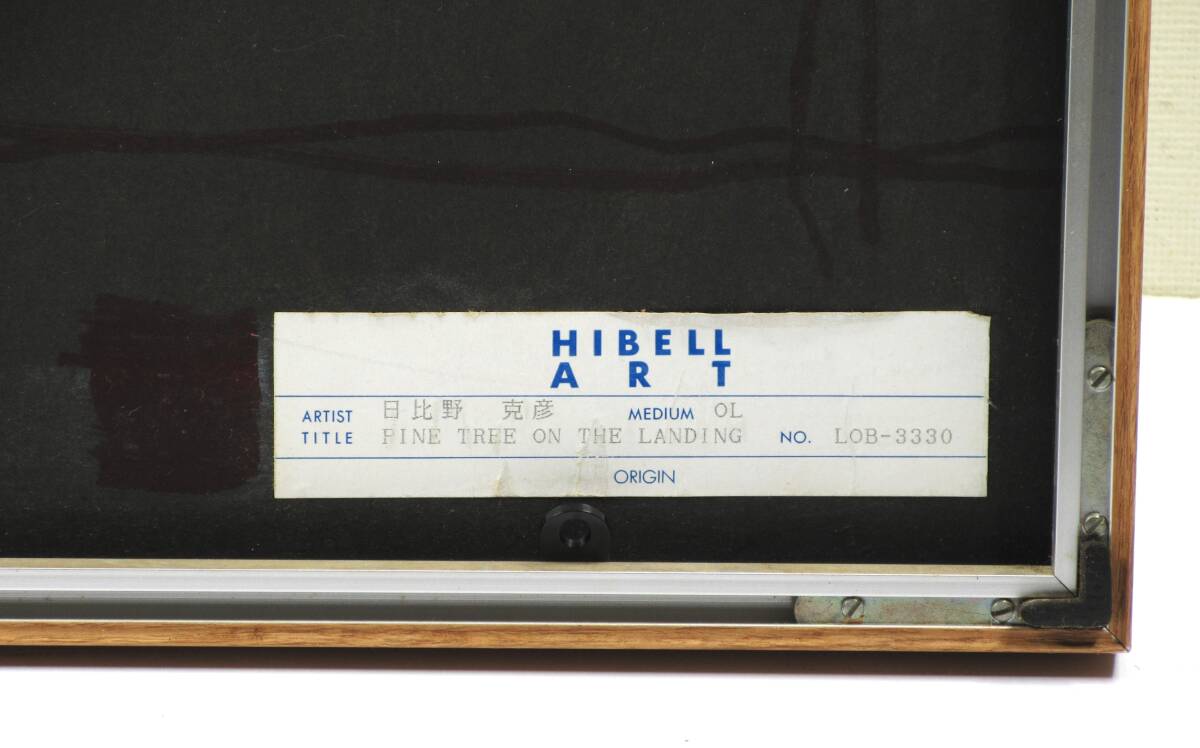 HIBELL
ART
ARTIST 日比野 克彦 MEDIUM OL
TITLE PINE TREE ON THE LANDING NO. LOB-3330
ORIGIN